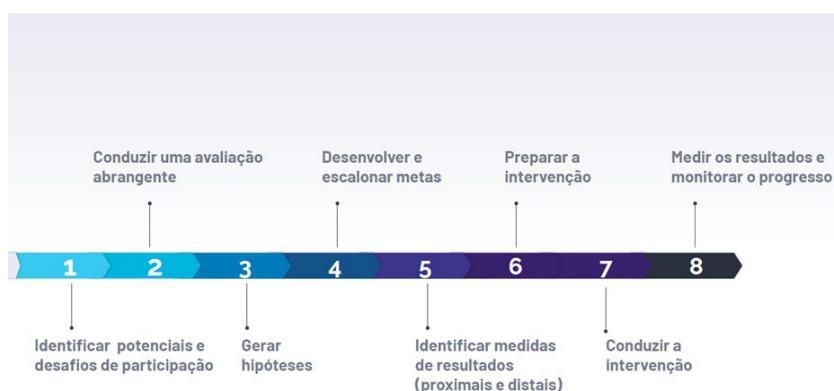 Conduzir uma avaliação
abrangente
Desenvolver e
escalonar metas
Preparar a
intervenção
Medir os resultados e
monitorar o progresso
1 2 3 4 5 6 7 8
Identificar potenciais e
desafios de participação
Gerar
hipóteses
Identificar medidas
de resultados
(proximais e distais)
Conduzir a
intervenção